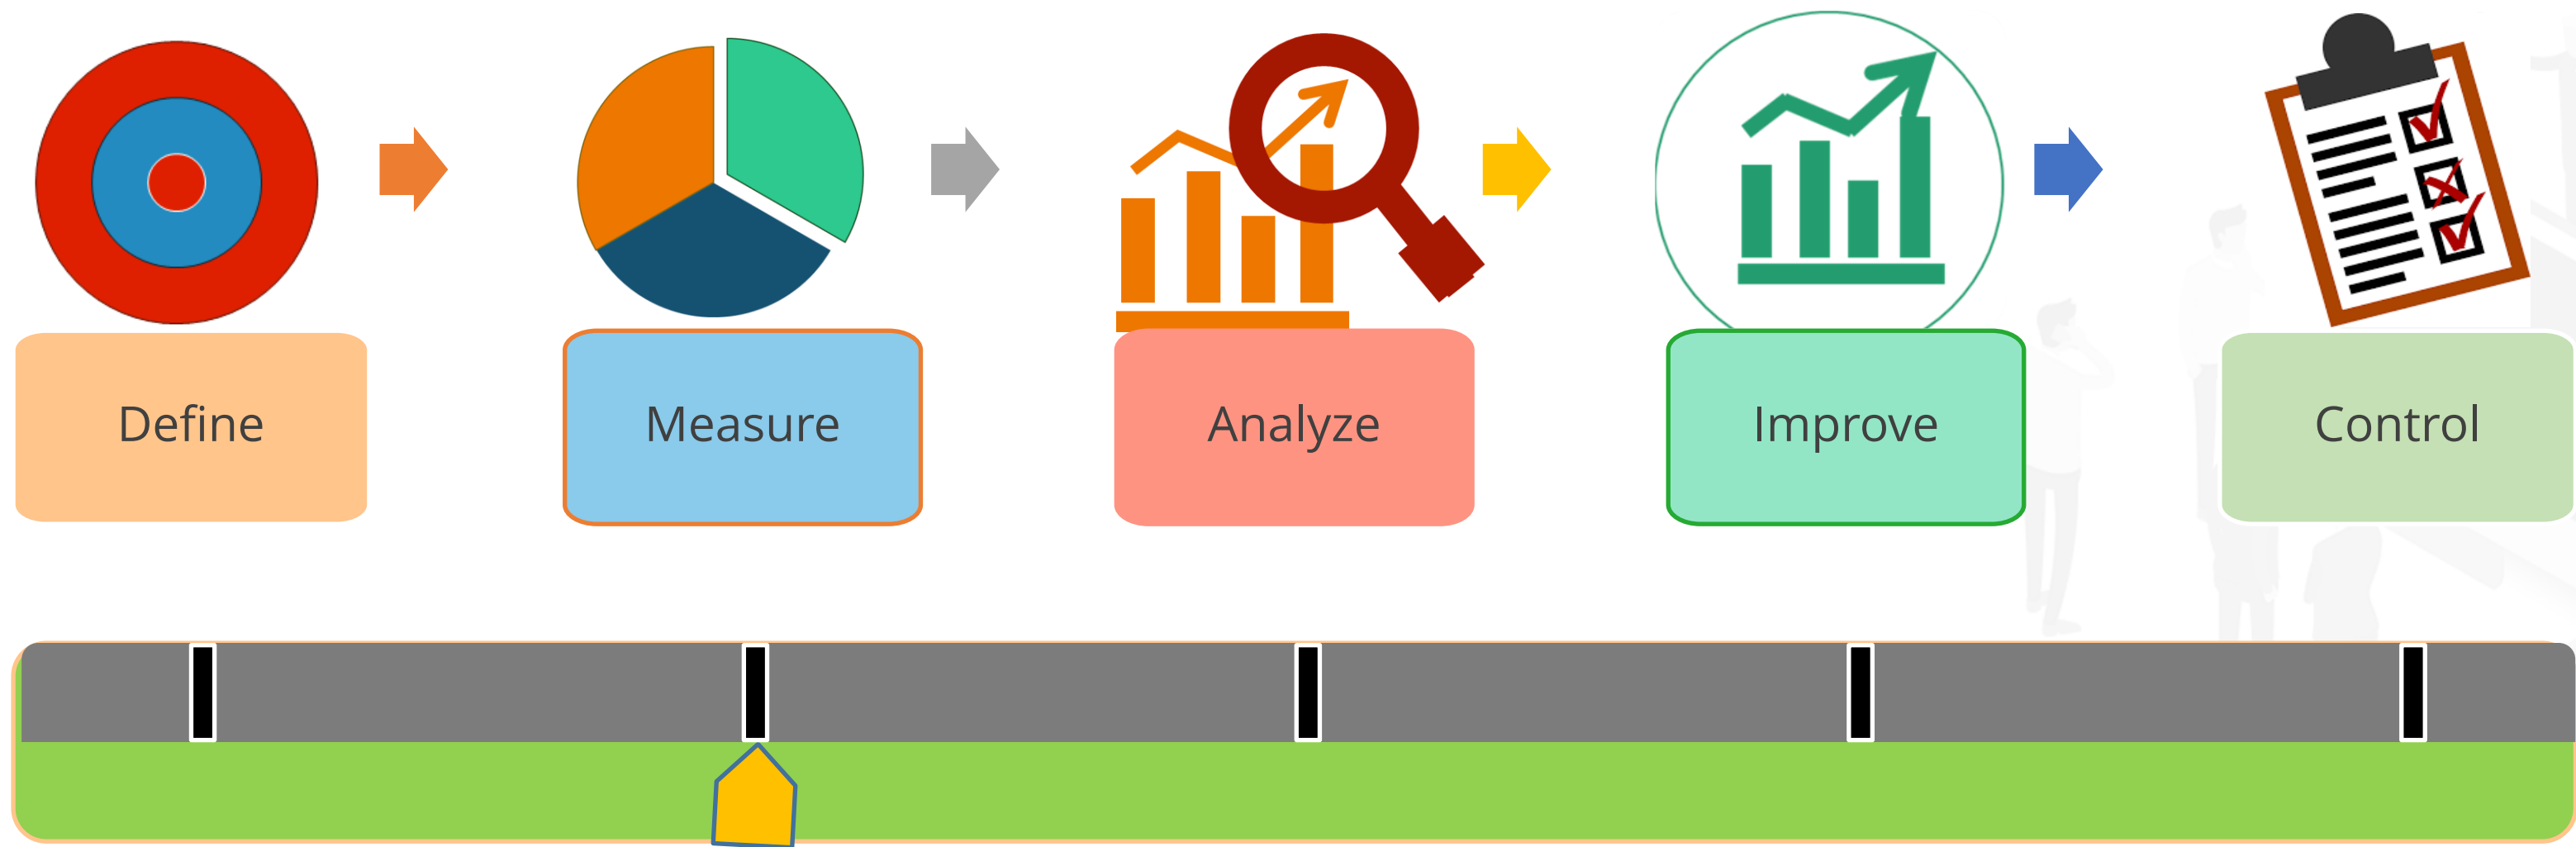 Define
Measure
Analyze
Improve
Control